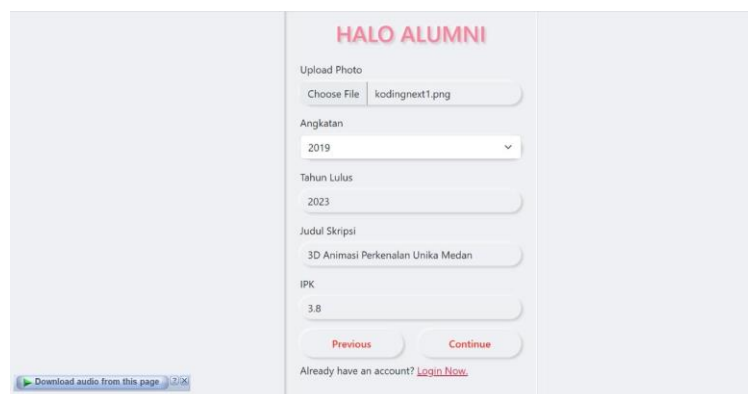 HALO ALUMNI
Upload Photo
Choose File kodingnext1.png
Angkatan
2019
Tahun Lulus
2023
Judul Skripsi
3D Animasi Perkenalan Unika Medan
IPK
3.8
Previous Continue
Already have an account? Login Now.
Download audio from this page ? X